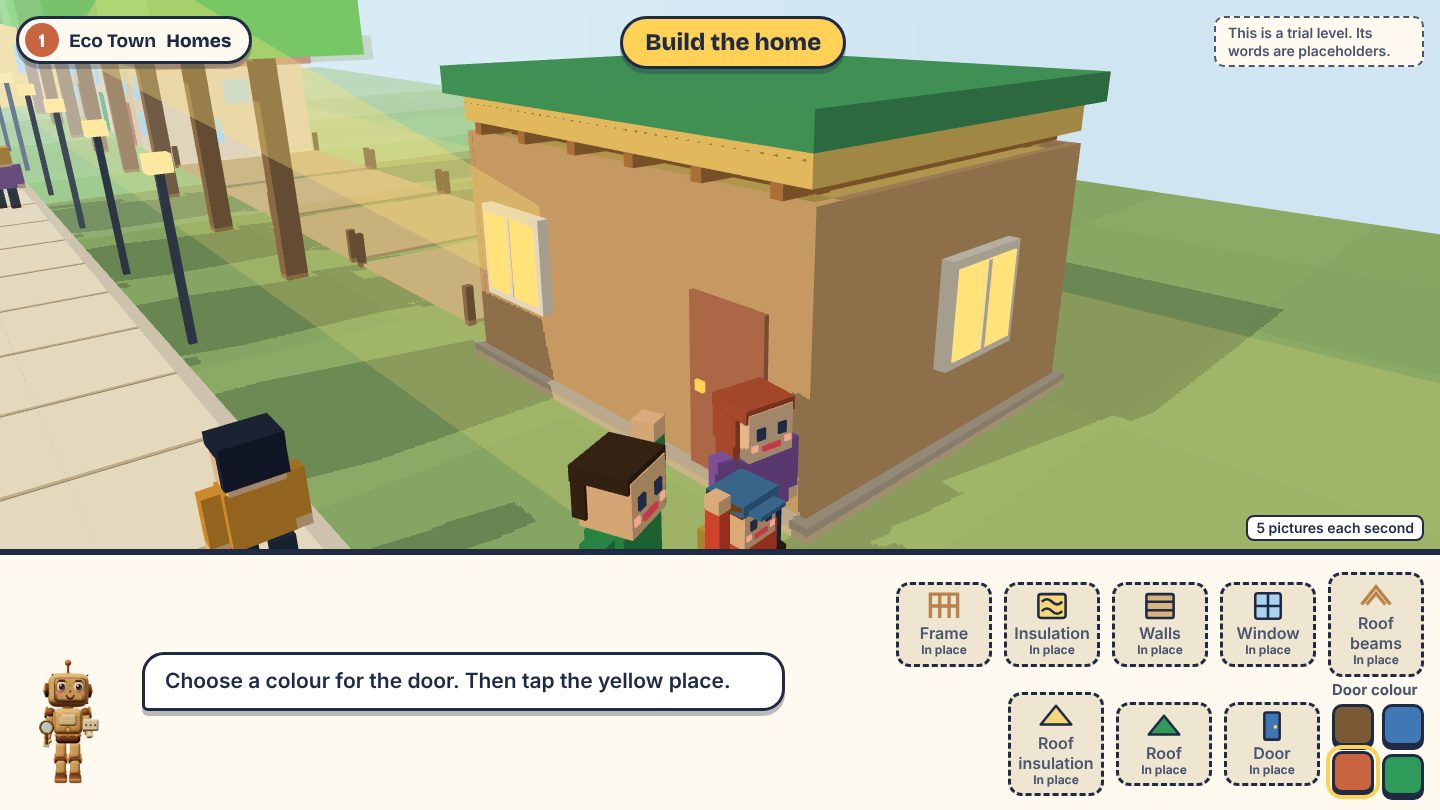 1 Eco Town Homes
Build the home
This is a trial level. Its
words are placeholders.
5 pictures each second
Choose a colour for the door. Then tap the yellow place.
Frame
In place
Insulation
In place
Walls
In place
Window
In place
Roof
beams
In place
Roof
insulation
In place
Roof
In place
Door
In place
Door colour